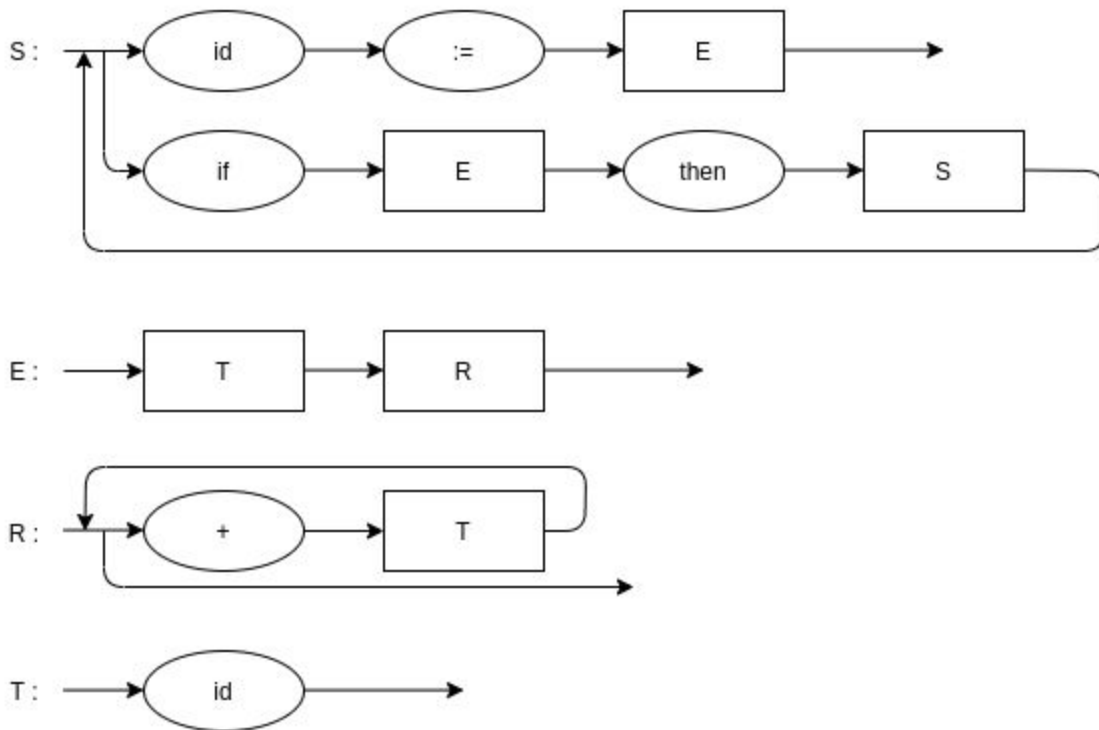 S : id := E
if E then S
E : T R
R : + T
T : id